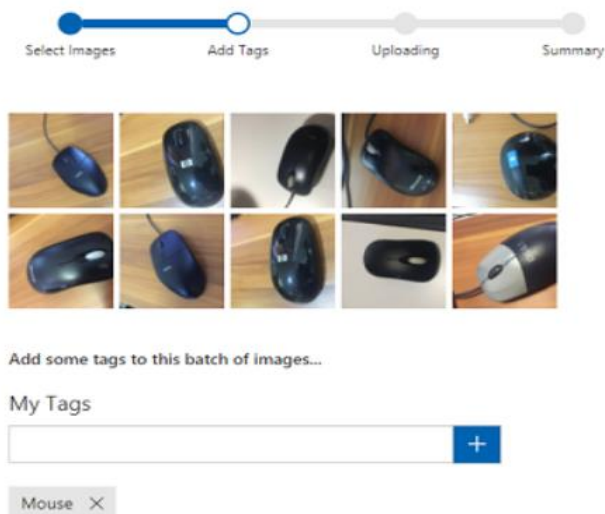 Select Images Add Tags Uploading Summary
Add some tags to this batch of images...
My Tags
+
Mouse ×